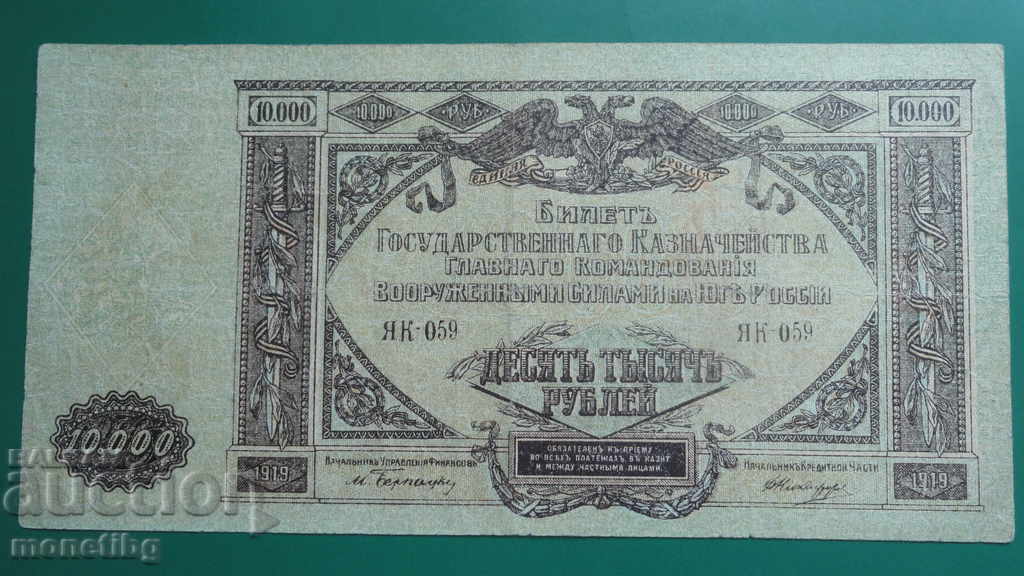 10.000 10.000 РУБ 10.000 РУБ 10.000
ЕДИНАЯ РОССІЯ
БИЛЕТЪ
ГОСУДАРСТВЕННАГО КАЗНАЧЕЙСТВА
ГЛАВНАГО КОМАНДОВАНІЯ
ВООРУЖЕННЫМИ СИЛАМИ НА ЮГѢ РОССІИ
ЯК-059 ЯК-059
ДЕСЯТЬ ТЫСЯЧЪ
РУБЛЕЙ
10.000
ОБЯЗАТЕЛЕНЪ КЪ ПРІЕМУ
ВО ВСѢХЪ ПЛАТЕЖАХЪ ВЪ КАЗНУ
И МЕЖДУ ЧАСТНЫМИ ЛИЦАМИ.
1919 НАЧАЛЬНИКЪ УПРАВЛЕНІЯ ФИНАНСОВЪ НАЧАЛЬНИКЪ КРЕДИТНОЙ ЧАСТИ 1919
auction
monetibg